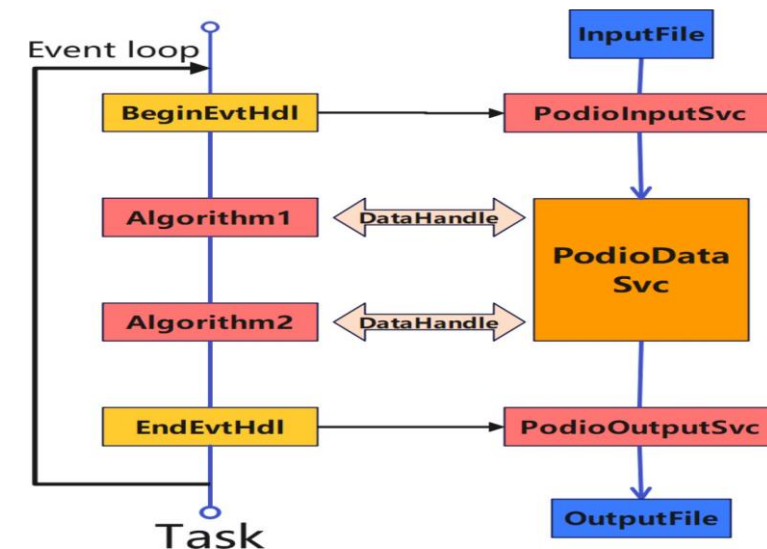 InputFile
Event loop
BeginEvtHdl
PodioInputSvc
Algorithm1
DataHandle
PodioData
Svc
Algorithm2
DataHandle
EndEvtHdl
PodioOutputSvc
Task
OutputFile